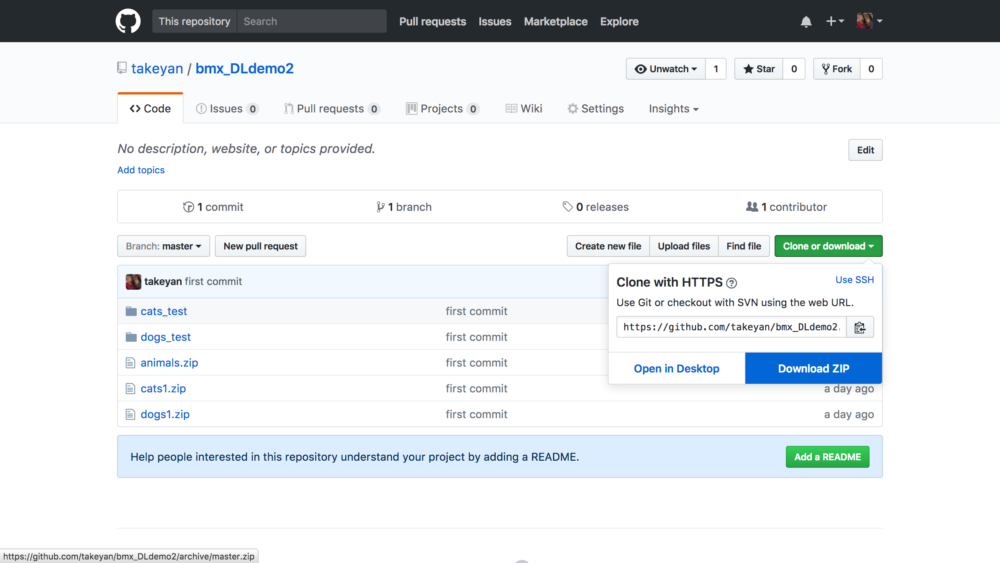 This repository Search Pull requests Issues Marketplace Explore
takeyan / bmx_DLdemo2 Unwatch 1 Star 0 Fork 0
Code Issues 0 Pull requests 0 Projects 0 Wiki Settings Insights
No description, website, or topics provided. Edit
Add topics
1 commit 1 branch 0 releases 1 contributor
Branch: master New pull request Create new file Upload files Find file Clone or download
takeyan first commit
Clone with HTTPS ? Use SSH
Use Git or checkout with SVN using the web URL.
https://github.com/takeyan/bmx_DLdemo2.
Open in Desktop Download ZIP
cats_test first commit
dogs_test first commit
animals.zip first commit
cats1.zip first commit a day ago
dogs1.zip first commit a day ago
Help people interested in this repository understand your project by adding a README. Add a README
https://github.com/takeyan/bmx_DLdemo2/archive/master.zip